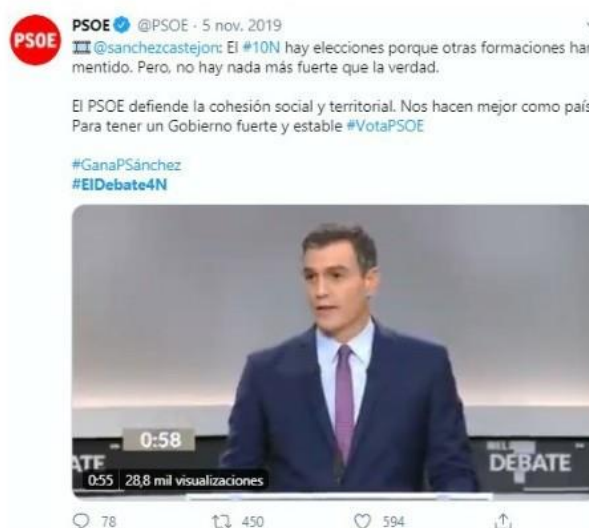 PSOE
PSOE @PSOE · 5 nov. 2019
@sanchezcastejon: El #10N hay elecciones porque otras formaciones han
mentido. Pero, no hay nada más fuerte que la verdad.
El PSOE defiende la cohesión social y territorial. Nos hacen mejor como país
Para tener un Gobierno fuerte y estable #VotaPSOE
#GanaPSánchez
#ElDebate4N
0:58
ATE
DEBATE
0:55 28,8 mil visualizaciones
78 450 594